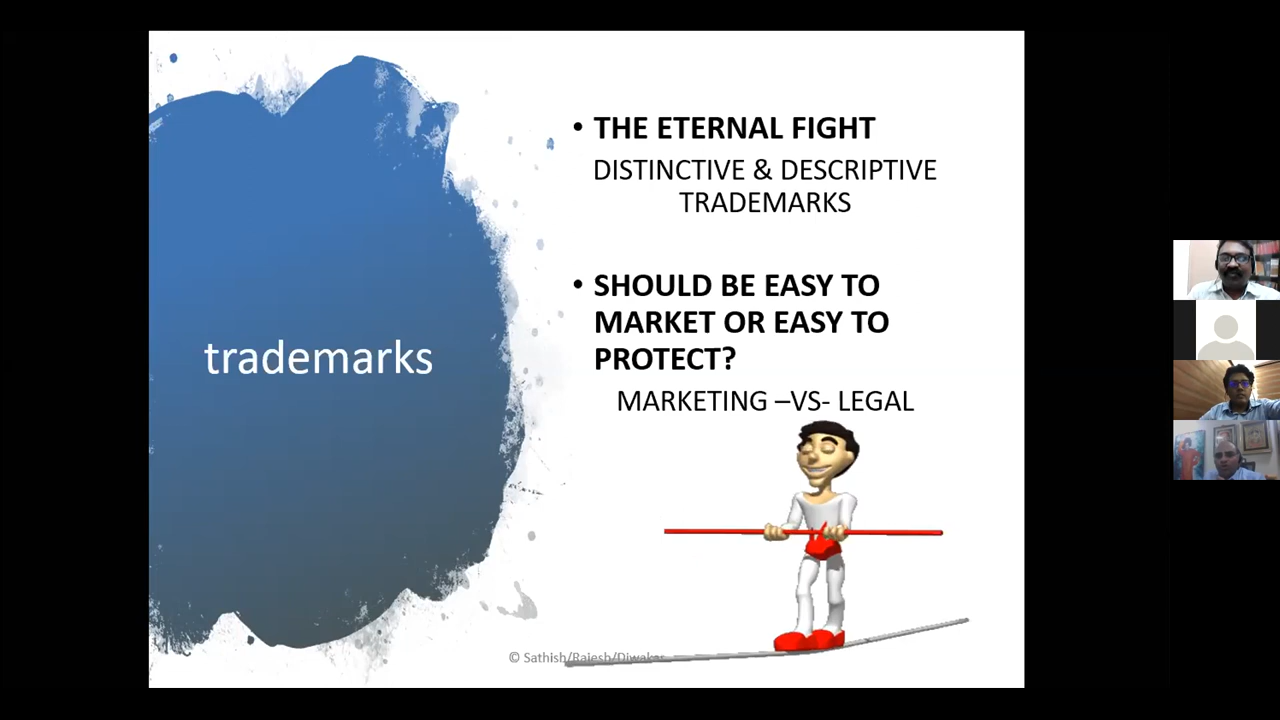 trademarks
• THE ETERNAL FIGHT
DISTINCTIVE & DESCRIPTIVE
TRADEMARKS
• SHOULD BE EASY TO
MARKET OR EASY TO
PROTECT?
MARKETING –VS- LEGAL
© Sathish/Rajesh/Diwakar